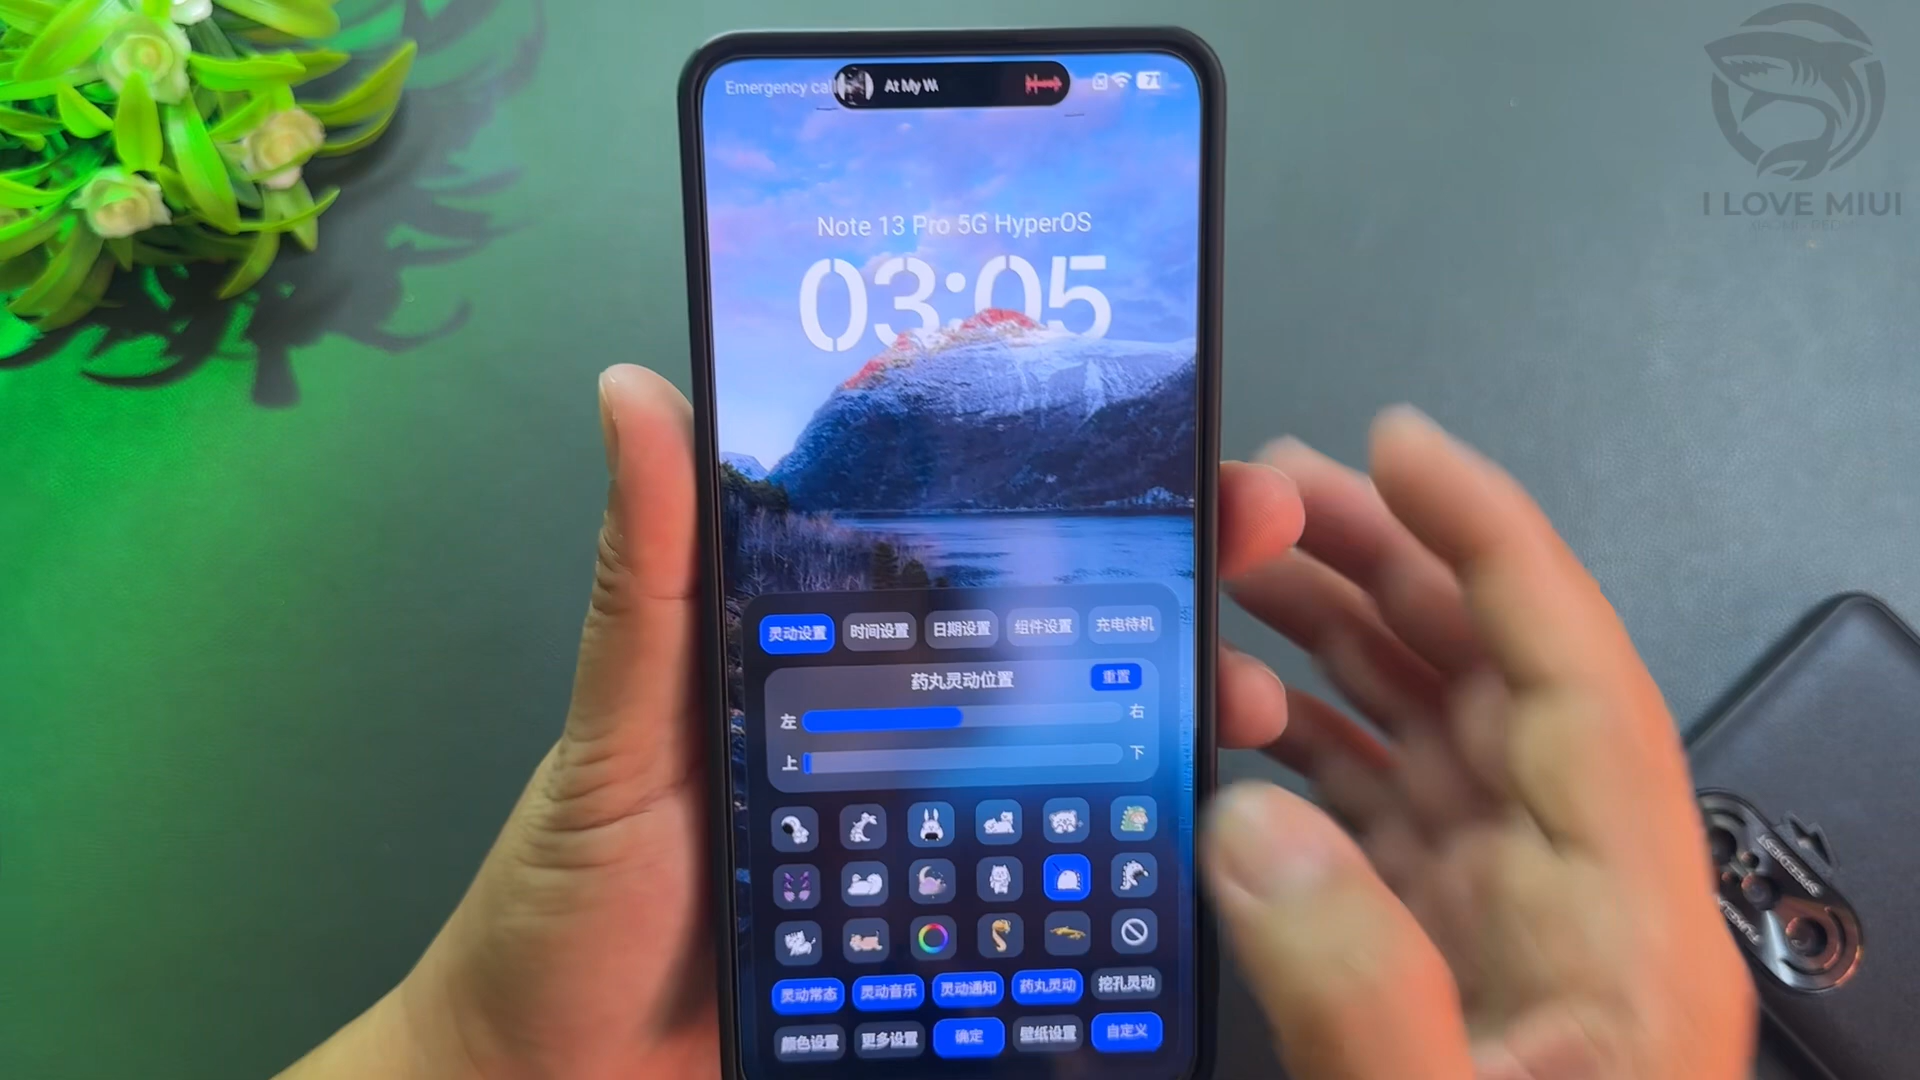 I LOVE MIUI
Emergency call
At My W
71
Note 13 Pro 5G HyperOS
03:05
灵动设置 时间设置 日期设置 组件设置 充电待机
药丸灵动位置 重置
左 右
上 下
灵动常态 灵动音乐 灵动通知 药丸灵动 挖孔灵动
颜色设置 更多设置 确定 壁纸设置 自定义
SPEEDIEST